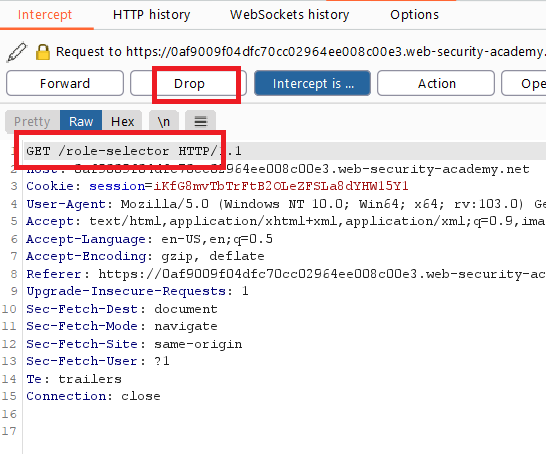 Intercept HTTP history WebSockets history Options
Request to https://0af9009f04dfc70cc02964ee008c00e3.web-security-academy.
Forward Drop Intercept is ... Action Ope
Pretty Raw Hex \n
1 GET /role-selector HTTP/1.1
2 Host: 0af9009f04dfc70cc02964ee008c00e3.web-security-academy.net
3 Cookie: session=iKfG8mvTbTrFtB2OLeZFSLa8dYHW15Y1
4 User-Agent: Mozilla/5.0 (Windows NT 10.0; Win64; x64; rv:103.0) Ge
5 Accept: text/html,application/xhtml+xml,application/xml;q=0.9,ima
6 Accept-Language: en-US,en;q=0.5
7 Accept-Encoding: gzip, deflate
8 Referer: https://0af9009f04dfc70cc02964ee008c00e3.web-security-ac
9 Upgrade-Insecure-Requests: 1
10 Sec-Fetch-Dest: document
11 Sec-Fetch-Mode: navigate
12 Sec-Fetch-Site: same-origin
13 Sec-Fetch-User: ?1
14 Te: trailers
15 Connection: close
16
17